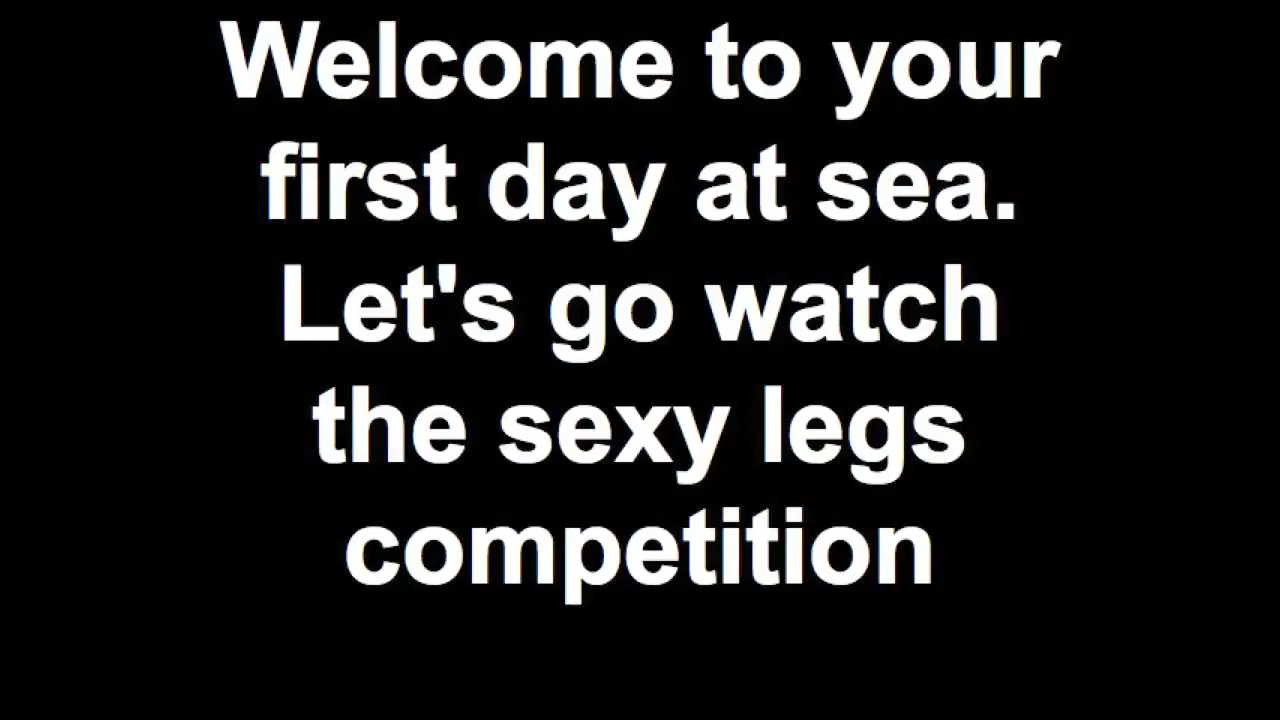 Welcome to your
first day at sea.
Let's go watch
the sexy legs
competition